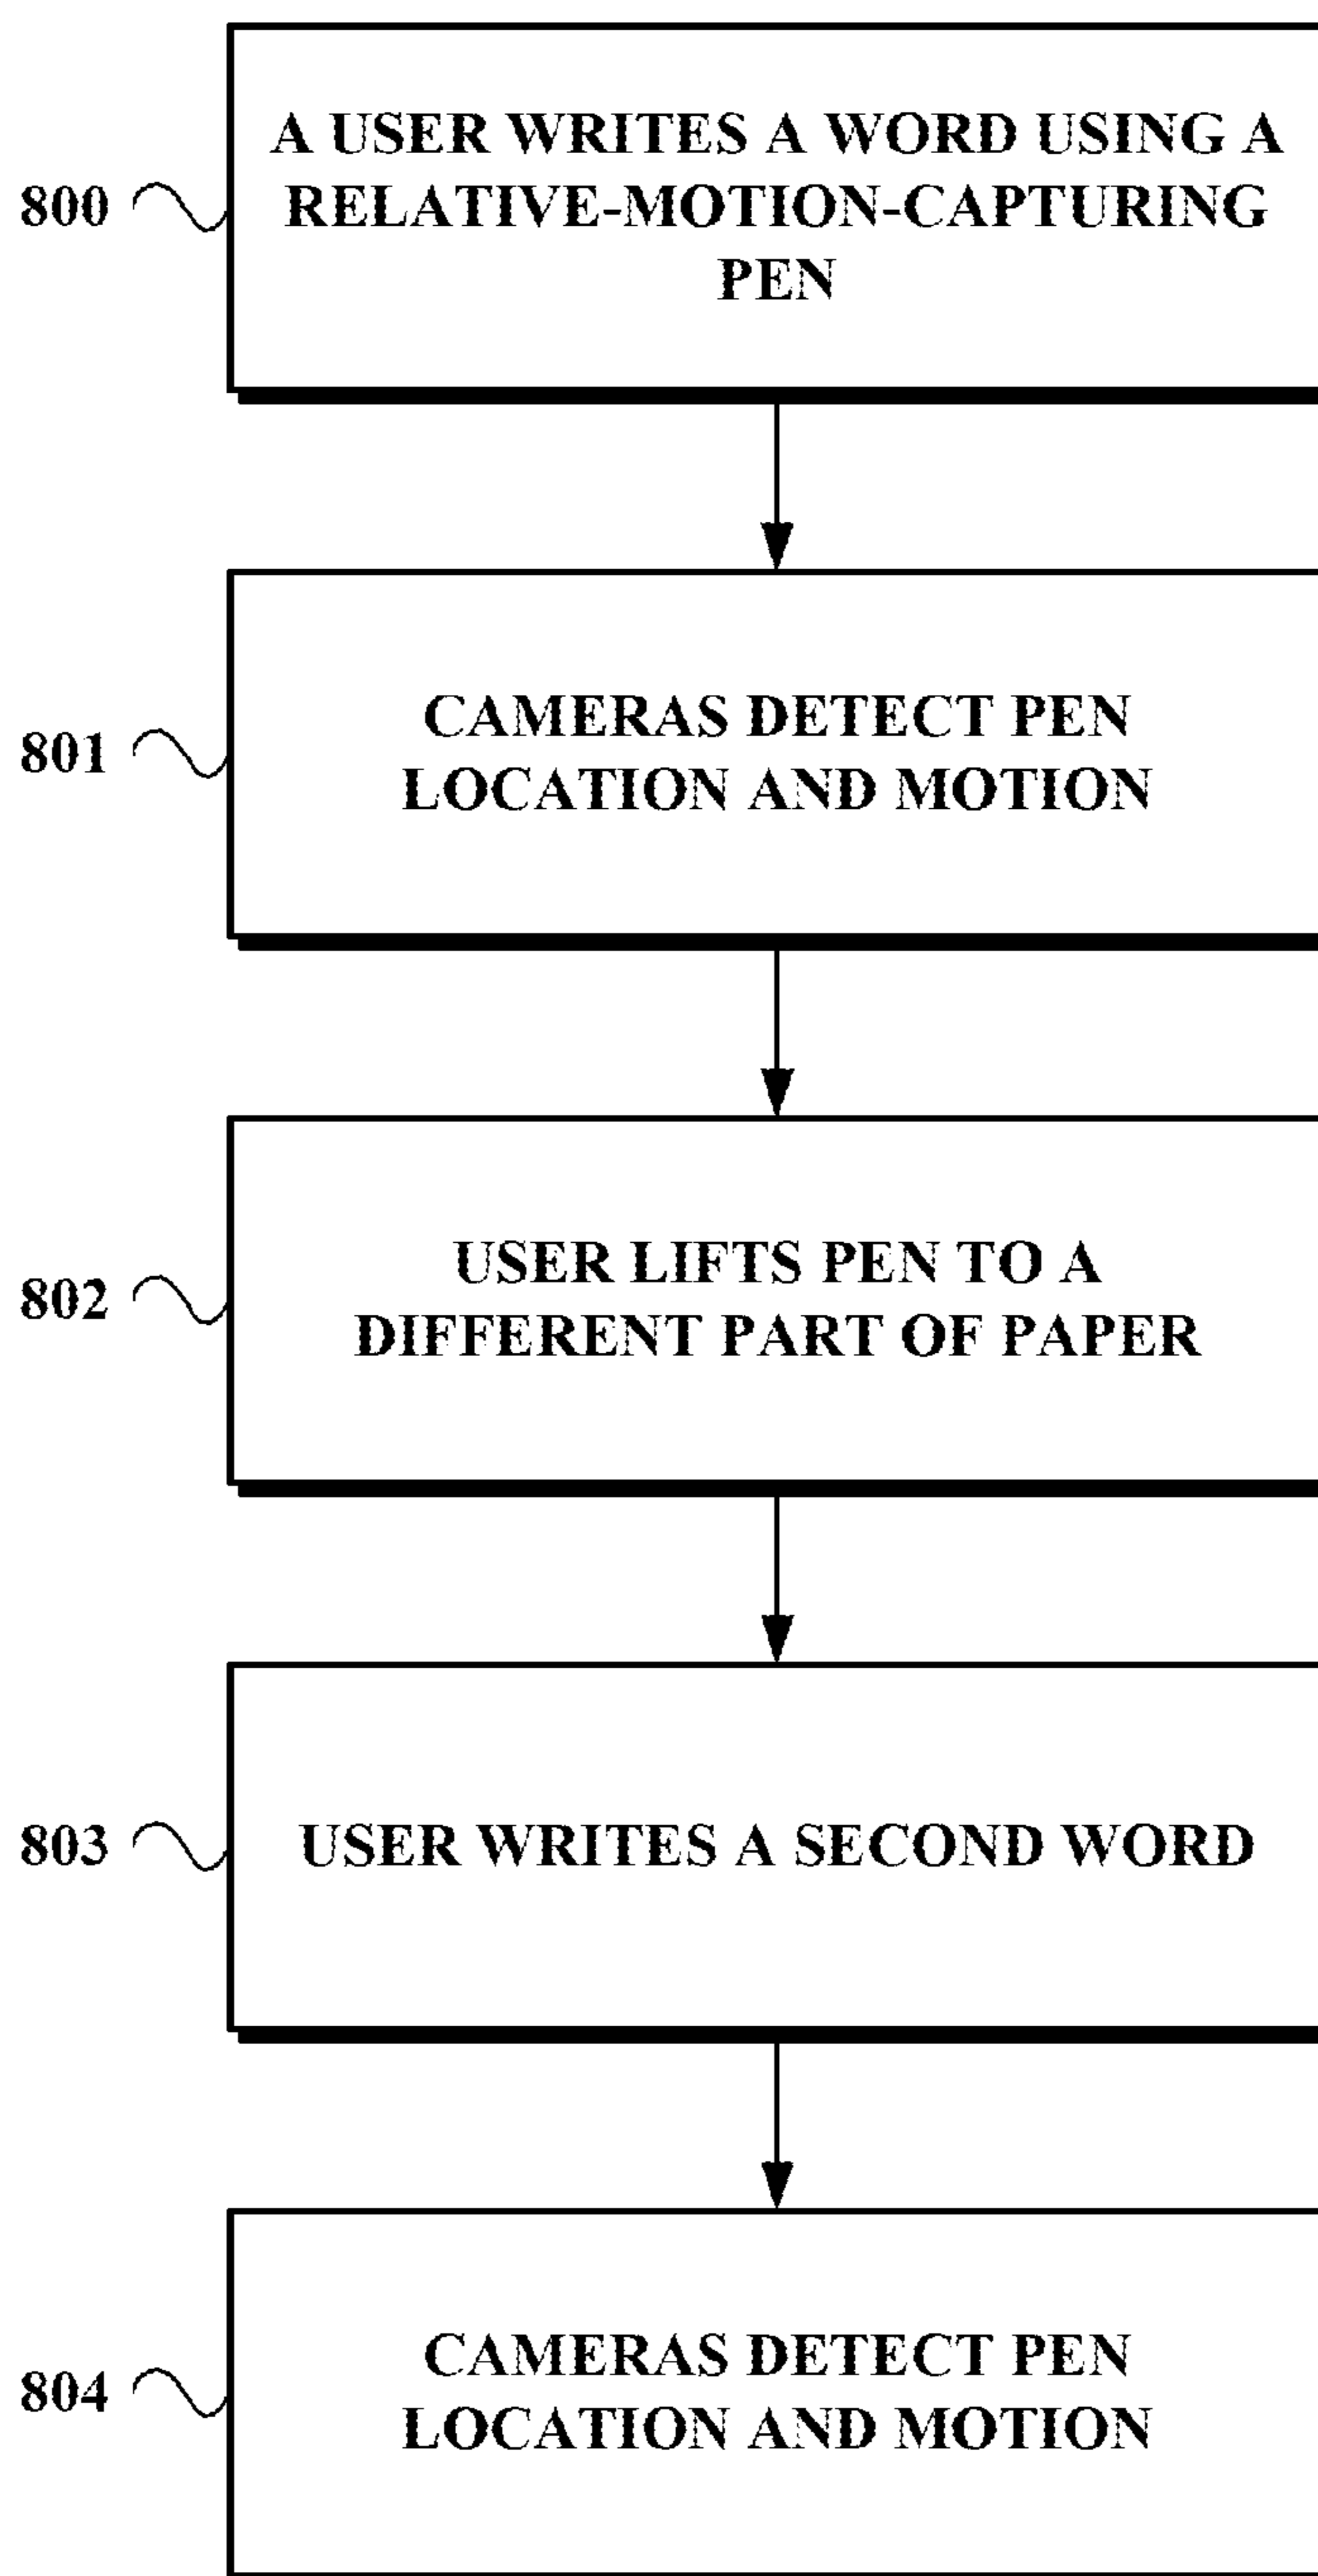 A USER WRITES A WORD USING A
800 RELATIVE-MOTION-CAPTURING
PEN
CAMERAS DETECT PEN
801 LOCATION AND MOTION
USER LIFTS PEN TO A
802 DIFFERENT PART OF PAPER
803 USER WRITES A SECOND WORD
CAMERAS DETECT PEN
804 LOCATION AND MOTION